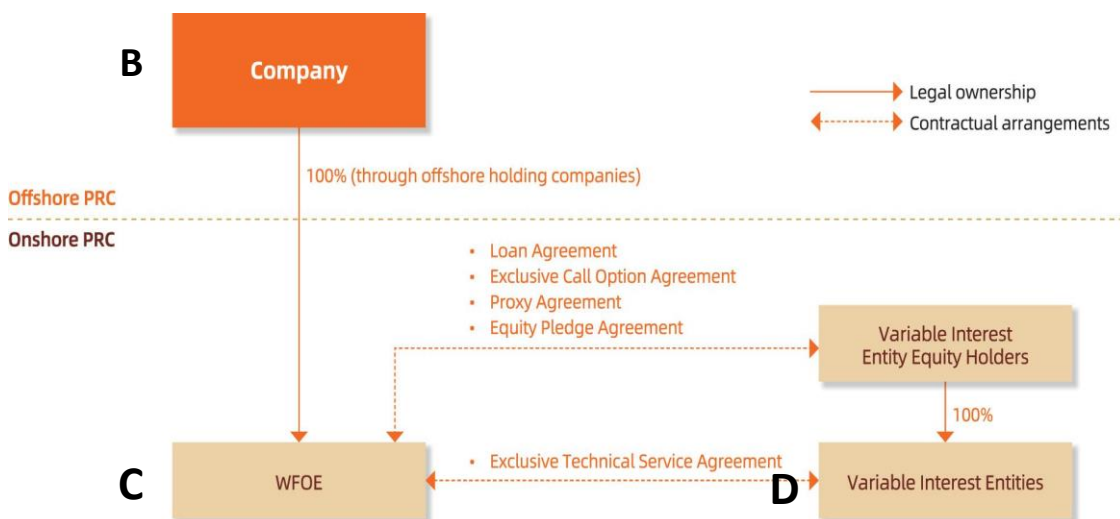 B
Company
Legal ownership
Contractual arrangements
100% (through offshore holding companies)
Offshore PRC
Onshore PRC
• Loan Agreement
• Exclusive Call Option Agreement
• Proxy Agreement
• Equity Pledge Agreement
Variable Interest
Entity Equity Holders
100%
C
WFOE
• Exclusive Technical Service Agreement
D
Variable Interest Entities